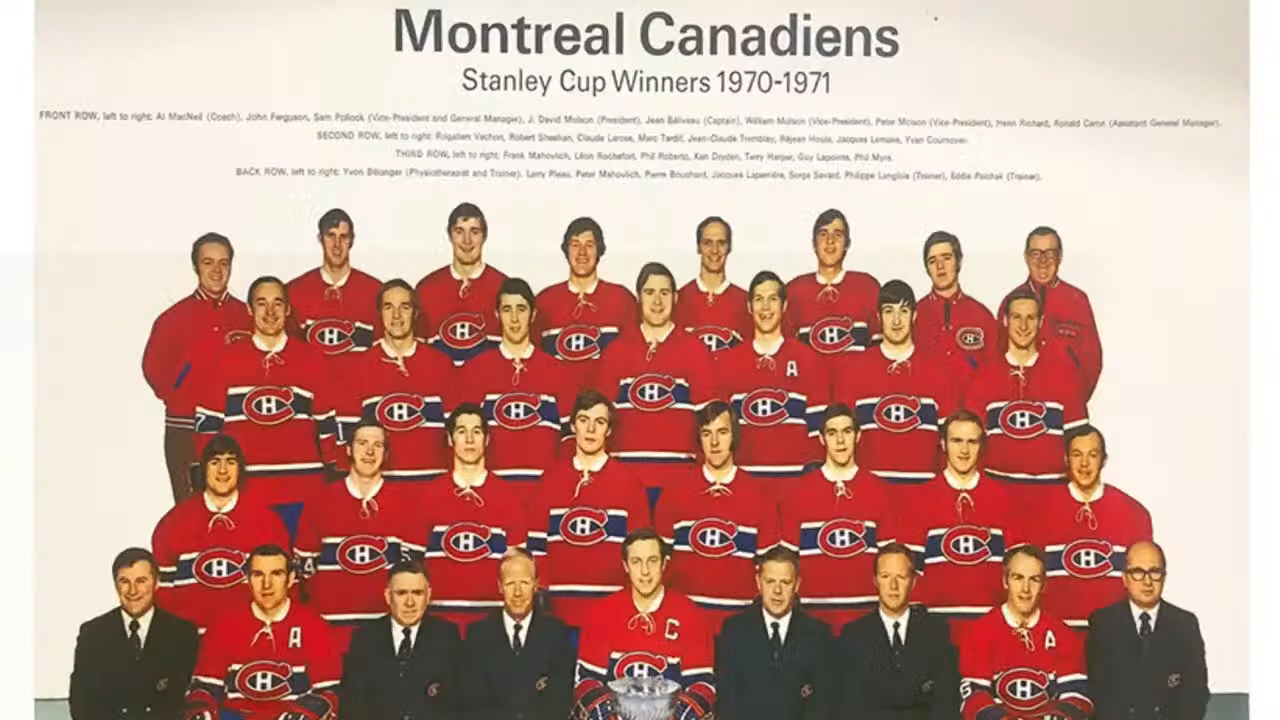 Montreal Canadiens
Stanley Cup Winners 1970-1971
FRONT ROW, left to right: Al MacNeil (Coach), John Ferguson, Sam Pollock (Vice-President and General Manager), J. David Molson (President), Jean Béliveau (Captain), William Molson (Vice-President), Peter Molson (Vice-President), Henri Richard, Ronald Caron (Assistant General Manager).
SECOND ROW, left to right: Rogatien Vachon, Robert Sheehan, Claude Larose, Marc Tardif, Jean-Claude Tremblay, Réjean Houle, Jacques Lemaire, Yvan Cournoyer.
THIRD ROW, left to right: Frank Mahovlich, Léon Rochefort, Phil Roberto, Ken Dryden, Terry Harper, Guy Lapointe, Phil Myre.
BACK ROW, left to right: Yvon Bélanger (Physiotherapist and Trainer), Larry Pleau, Peter Mahovlich, Pierre Bouchard, Jacques Laperrière, Serge Savard, Philippe Langlois (Trainer), Eddie Palchak (Trainer).
A
A
C
A